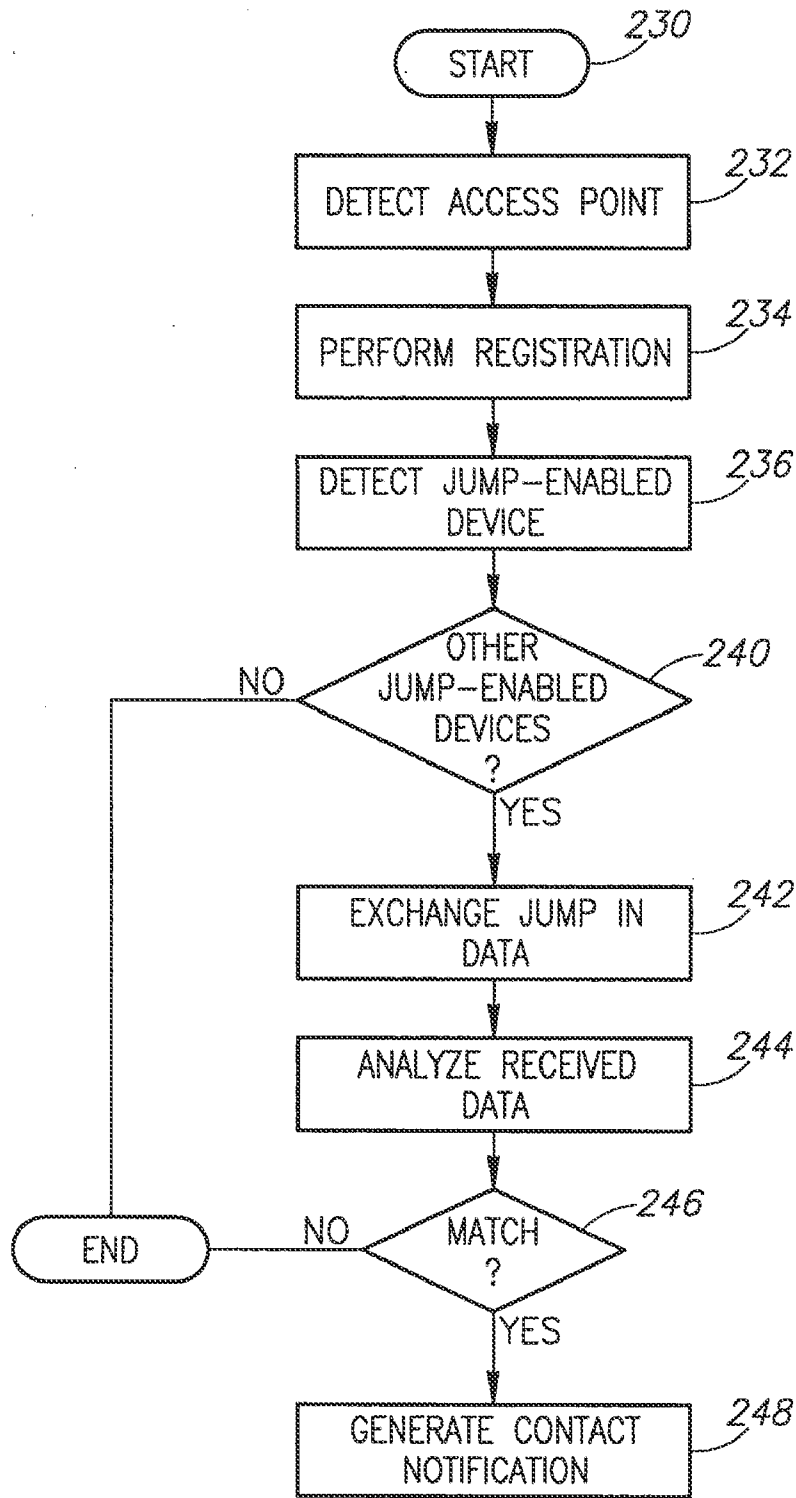 230
START
232
DETECT ACCESS POINT
234
PERFORM REGISTRATION
236
DETECT JUMP-ENABLED
DEVICE
240
OTHER
JUMP-ENABLED
DEVICES
?
NO
YES
242
EXCHANGE JUMP IN
DATA
244
ANALYZE RECEIVED
DATA
246
MATCH
?
NO
END
YES
248
GENERATE CONTACT
NOTIFICATION